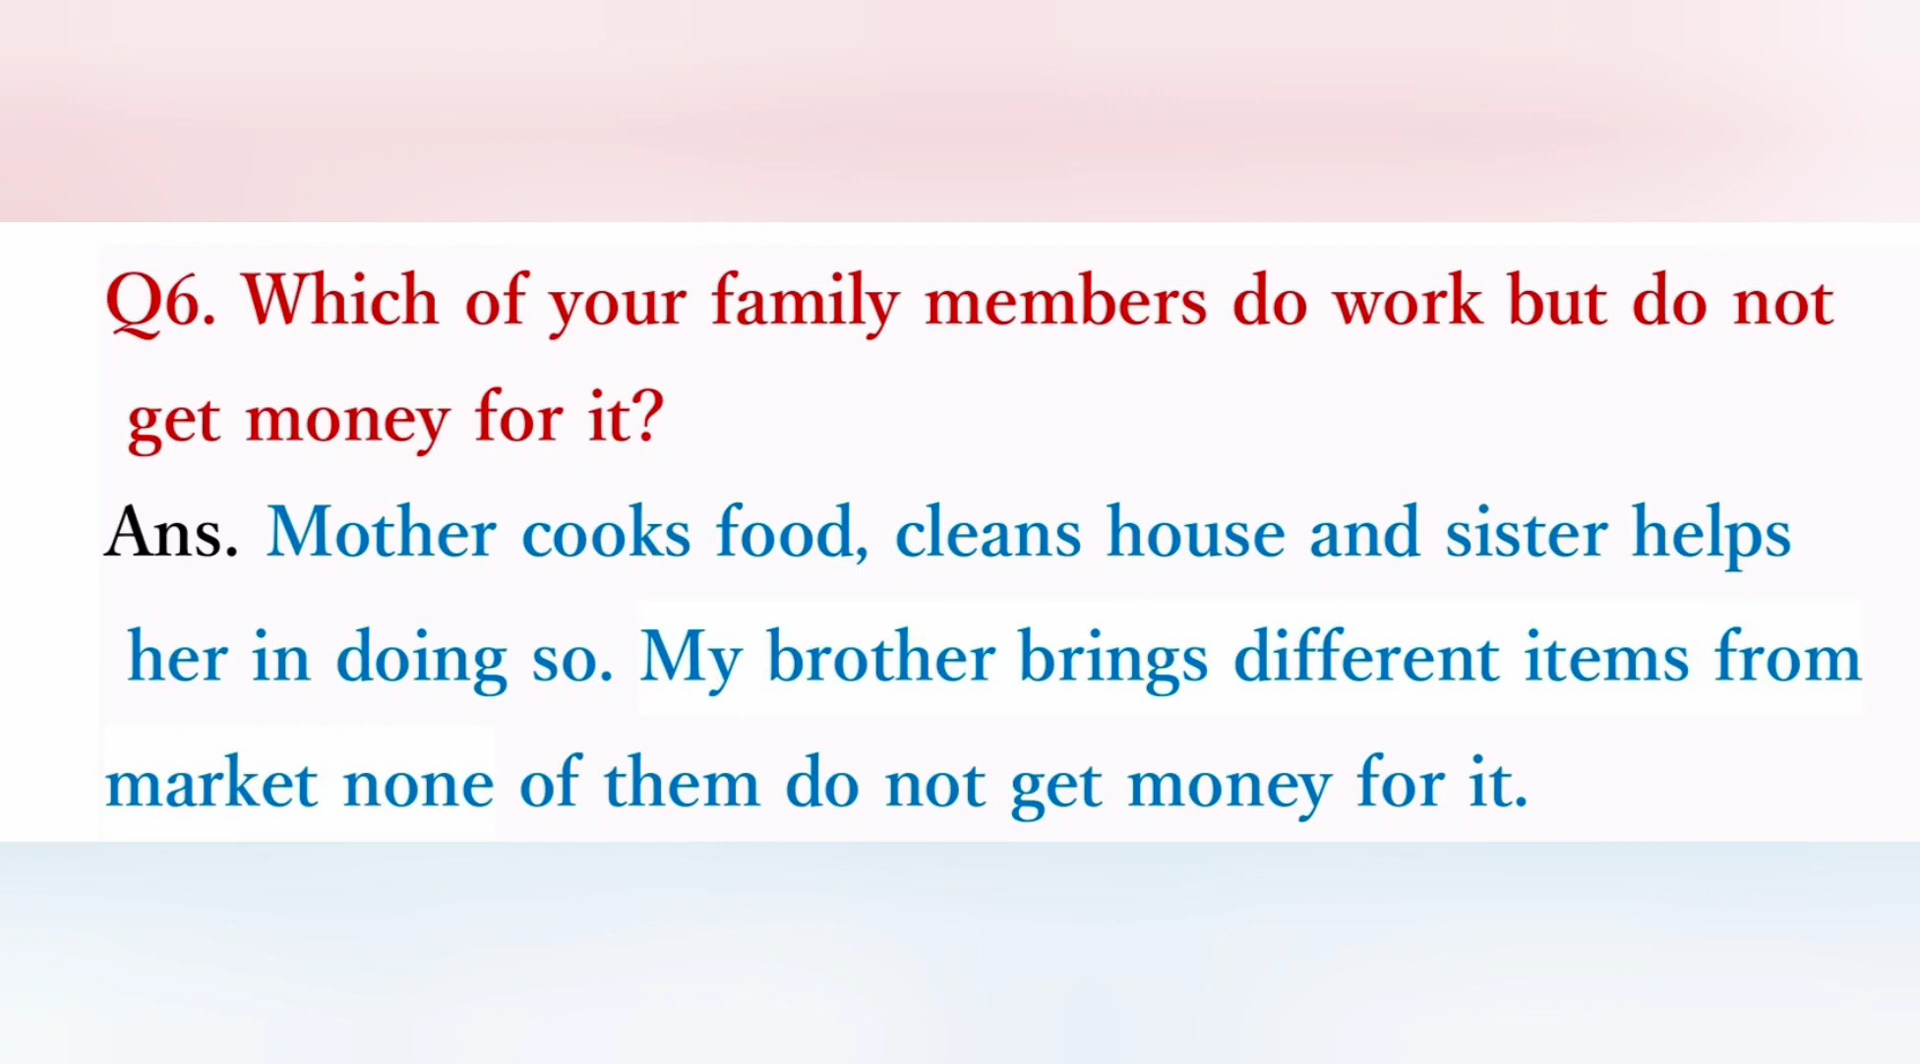 Q6. Which of your family members do work but do not
get money for it?
Ans. Mother cooks food, cleans house and sister helps
her in doing so. My brother brings different items from
market none of them do not get money for it.